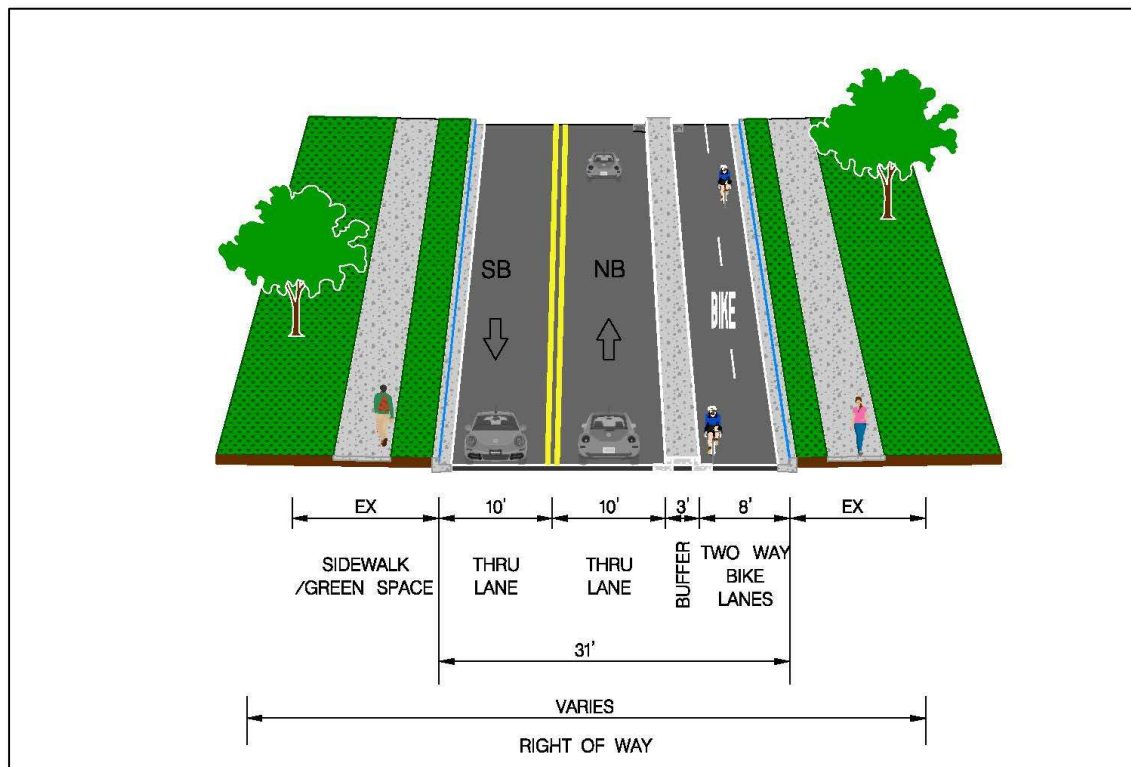 SB
NB
BIKE
EX
10'
10'
3'
8'
EX
SIDEWALK
/GREEN SPACE
THRU
LANE
THRU
LANE
BUFFER
TWO WAY
BIKE
LANES
31'
VARIES
RIGHT OF WAY